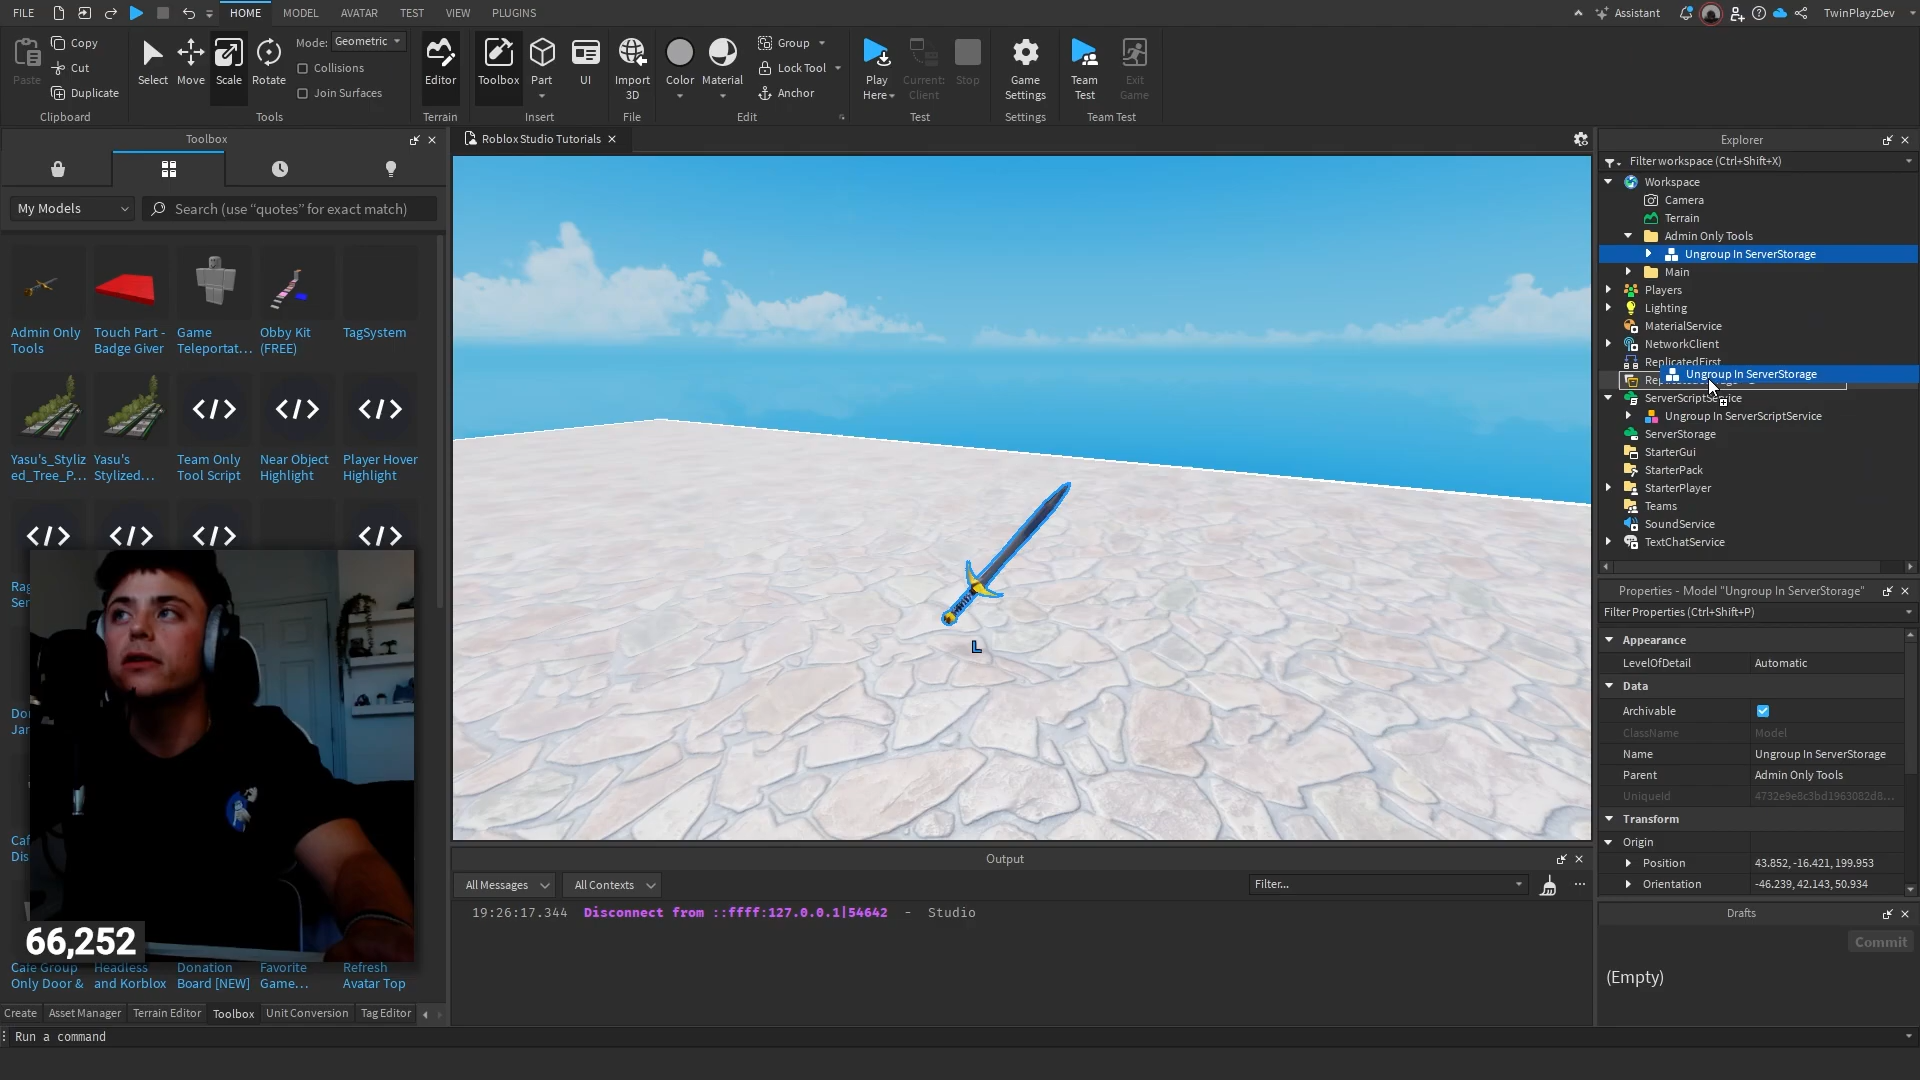 FILE
HOME
MODEL
AVATAR
TEST
VIEW
PLUGINS
Assistant
TwinPlayzDev
Paste
Copy
Cut
Duplicate
Clipboard
Select
Move
Scale
Rotate
Mode: Geometric
Collisions
Join Surfaces
Tools
Editor
Terrain
Toolbox
Part
UI
Insert
Import
3D
File
Color
Material
Group
Lock Tool
Anchor
Edit
Play
Here
Current:
Client
Stop
Test
Game
Settings
Settings
Team
Test
Exit
Game
Team Test
Toolbox
My Models
Search (use “quotes” for exact match)
Admin Only
Tools
Touch Part -
Badge Giver
Game
Teleportat...
Obby Kit
(FREE)
TagSystem
Yasu's_Styliz
ed_Tree_P...
Yasu's
Stylized...
Team Only
Tool Script
Near Object
Highlight
Player Hover
Highlight
66,252
Cafe Group
Only Door &
Headless
and Korblox
Donation
Board [NEW]
Favorite
Game...
Refresh
Avatar Top
Create
Asset Manager
Terrain Editor
Toolbox
Unit Conversion
Tag Editor
Run a command
Roblox Studio Tutorials
L
Output
All Messages
All Contexts
Filter...
19:26:17.344 Disconnect from ::ffff:127.0.0.1|54642 - Studio
Explorer
Filter workspace (Ctrl+Shift+X)
Workspace
Camera
Terrain
Admin Only Tools
Ungroup In ServerStorage
Main
Players
Lighting
MaterialService
NetworkClient
ReplicatedFirst
Ungroup In ServerStorage
ServerScriptService
Ungroup In ServerScriptService
ServerStorage
StarterGui
StarterPack
StarterPlayer
Teams
SoundService
TextChatService
Properties - Model "Ungroup In ServerStorage"
Filter Properties (Ctrl+Shift+P)
Appearance
LevelOfDetail Automatic
Data
Archivable
ClassName Model
Name Ungroup In ServerStorage
Parent Admin Only Tools
UniqueId 4732e9e8c3bd1963082d8...
Transform
Origin
Position 43.852, -16.421, 199.953
Orientation -46.239, 42.143, 50.934
Drafts
Commit
(Empty)